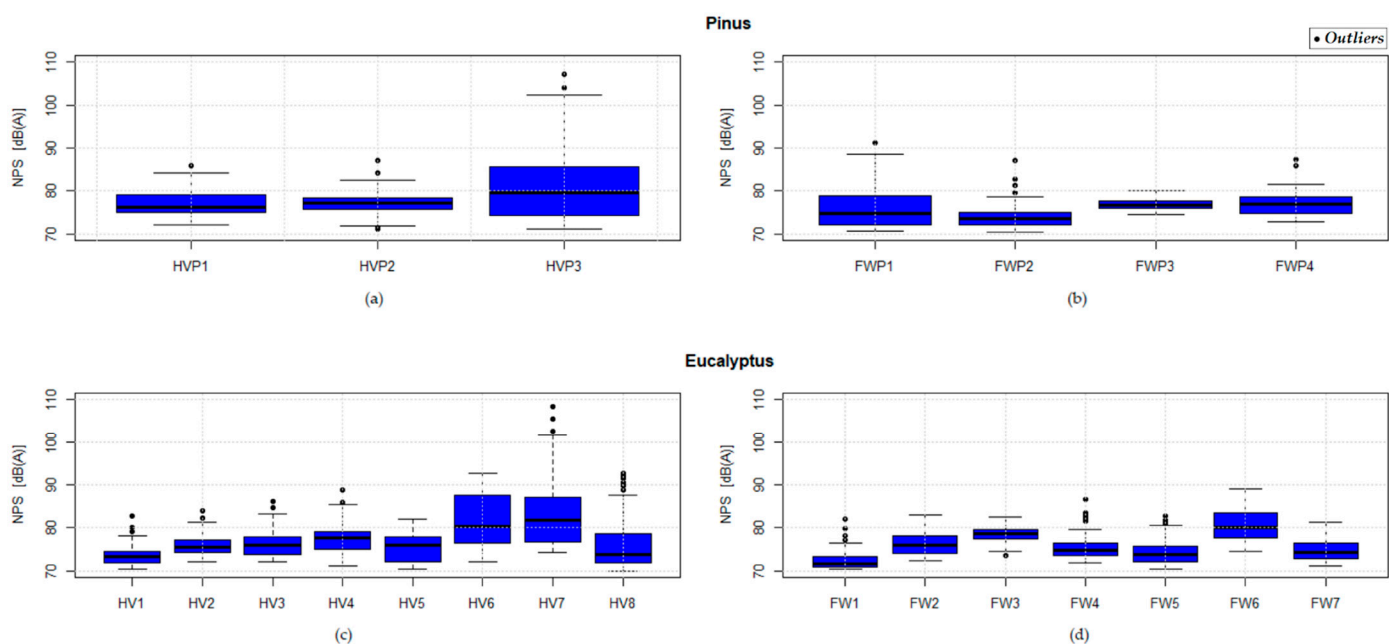 Pinus
• Outliers
NPS [dB(A)]
110
100
90
80
70
HVP1 HVP2 HVP3
(a)
NPS [dB(A)]
110
100
90
80
70
FWP1 FWP2 FWP3 FWP4
(b)
Eucalyptus
NPS [dB(A)]
110
100
90
80
70
HV1 HV2 HV3 HV4 HV5 HV6 HV7 HV8
(c)
NPS [dB(A)]
110
100
90
80
70
FW1 FW2 FW3 FW4 FW5 FW6 FW7
(d)